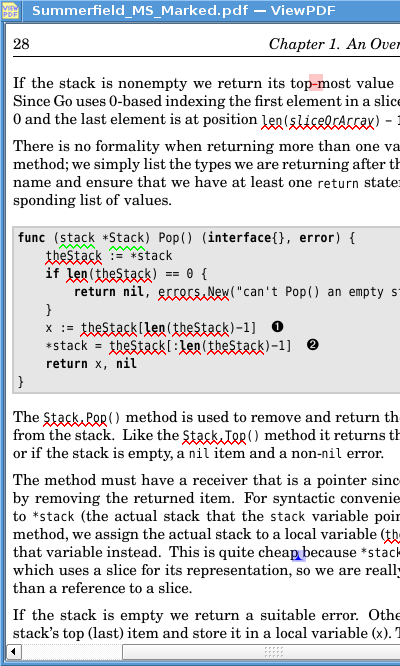 Summerfield_MS_Marked.pdf — ViewPDF
28 Chapter 1. An Over
If the stack is nonempty we return its top-most value
Since Go uses 0-based indexing the first element in a slice
0 and the last element is at position len(sliceOrArray) − 1
There is no formality when returning more than one va
method; we simply list the types we are returning after th
name and ensure that we have at least one return state
sponding list of values.
func (stack *Stack) Pop() (interface{}, error) {
theStack := *stack
if len(theStack) == 0 {
return nil, errors.New("can't Pop() an empty s
}
x := theStack[len(theStack)−1] ❶
*stack = theStack[:len(theStack)−1] ❷
return x, nil
}
The Stack.Pop() method is used to remove and return the
from the stack. Like the Stack.Top() method it returns th
or if the stack is empty, a nil item and a non-nil error.
The method must have a receiver that is a pointer since
by removing the returned item. For syntactic convenie
to *stack (the actual stack that the stack variable poin
method, we assign the actual stack to a local variable (the
that variable instead. This is quite cheap because *stack
which uses a slice for its representation, so we are really
than a reference to a slice.
If the stack is empty we return a suitable error. Othe
stack's top (last) item and store it in a local variable (x). T